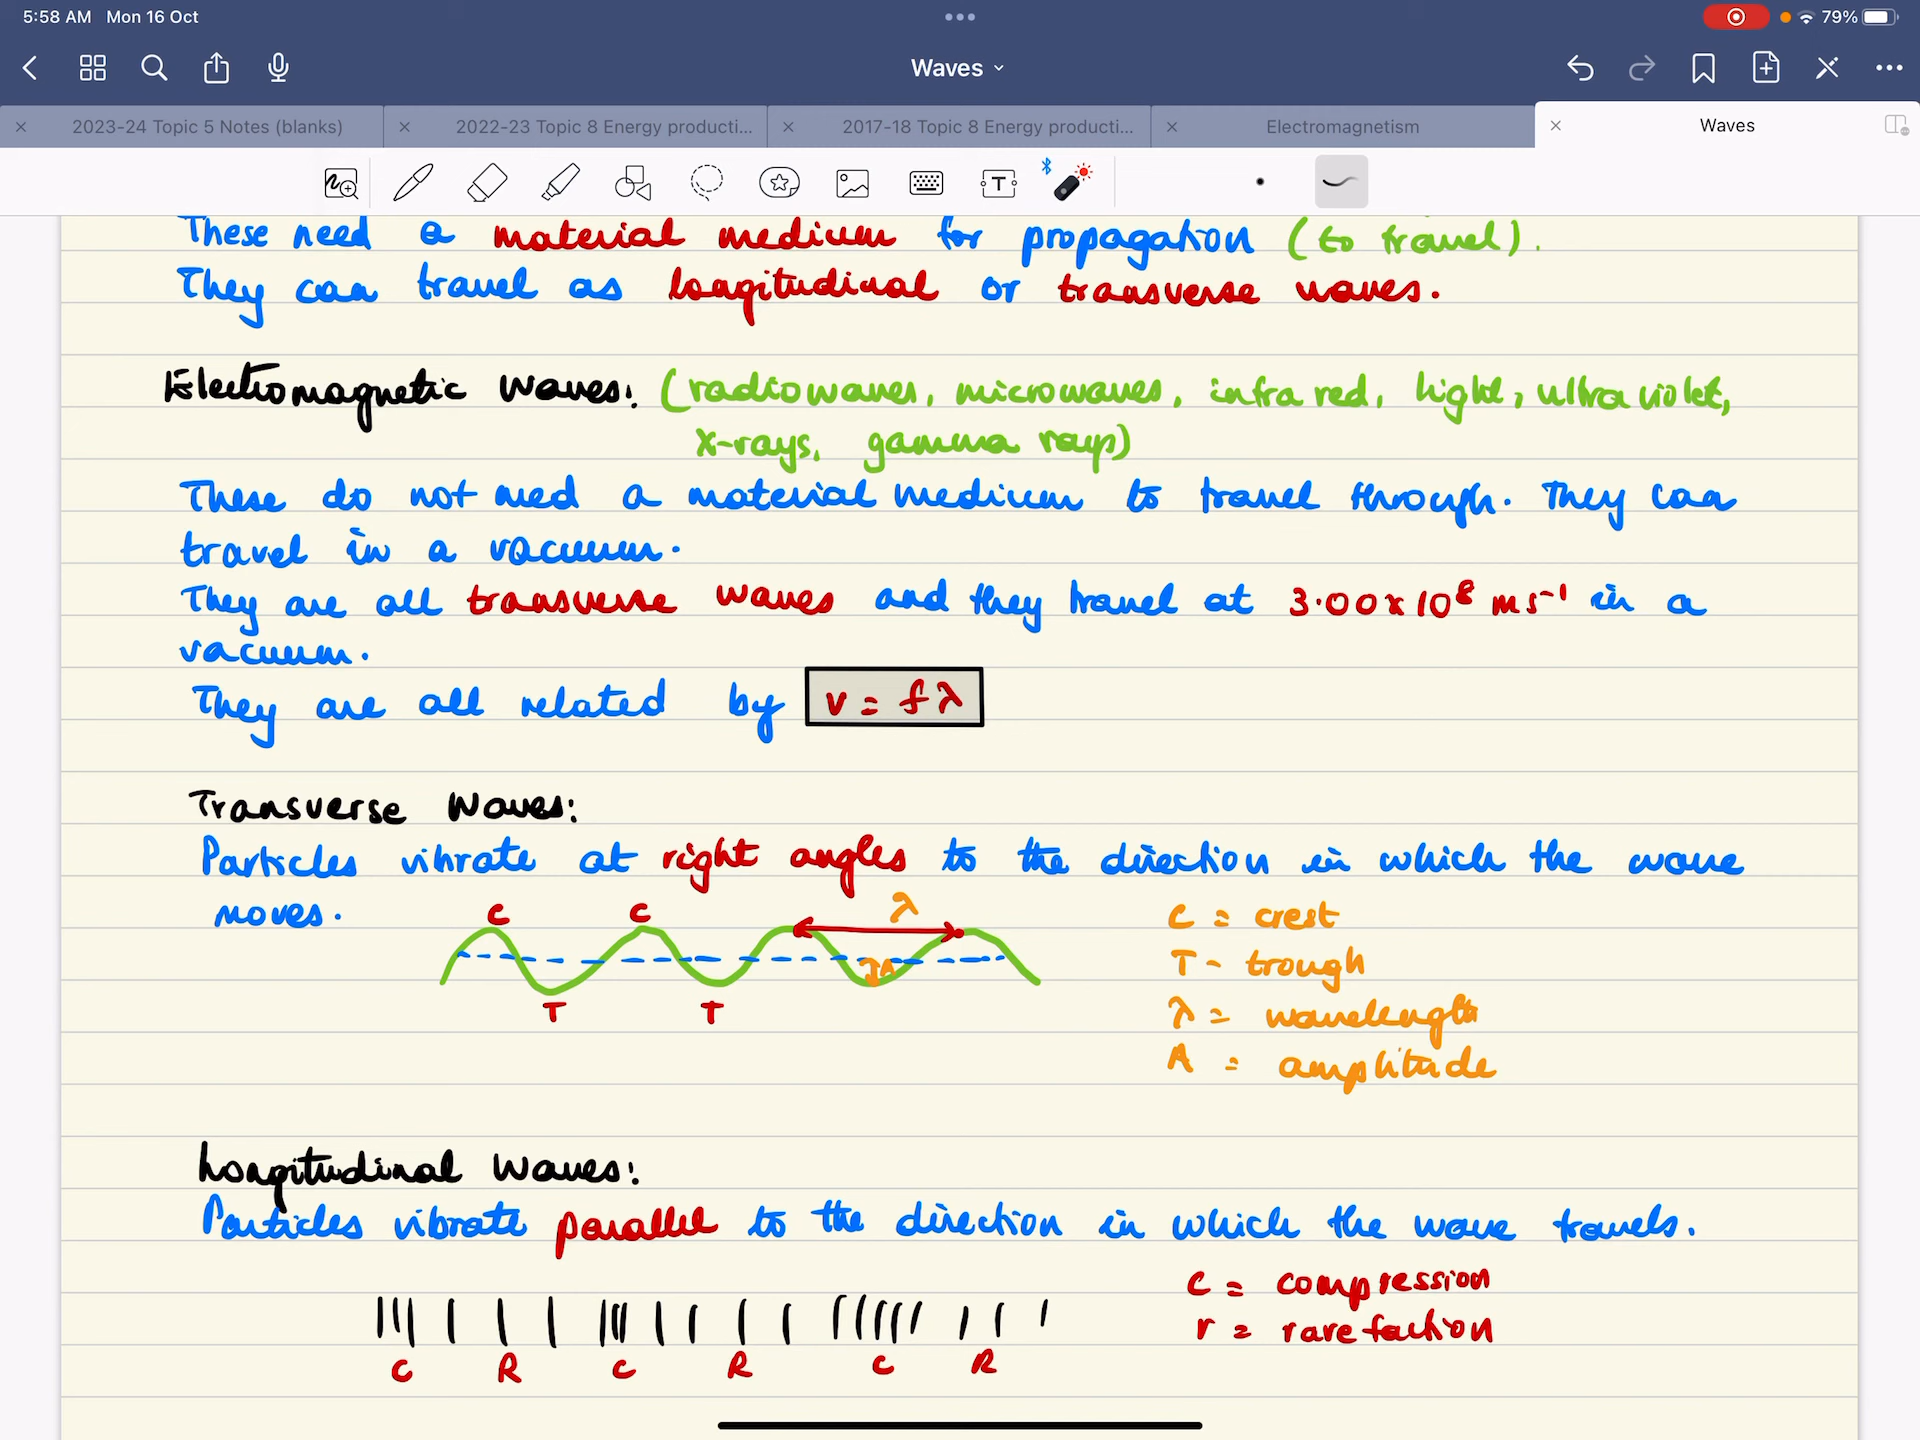 5:58 AM Mon 16 Oct
79%
Waves
2023-24 Topic 5 Notes (blanks)
2022-23 Topic 8 Energy producti...
2017-18 Topic 8 Energy producti...
Electromagnetism
Waves
These need a material medium for propagation (to travel).
They can travel as longitudinal or transverse waves.
Electromagnetic Waves: (radiowaves, microwaves, infra red, light, ultra violet,
x-rays, gamma rays)
These do not need a material medium to travel through. They can
travel in a vacuum.
They are all transverse waves and they travel at 3.00x10⁸ ms⁻¹ in a
vacuum.
They are all related by v = fλ
Transverse Waves:
Particles vibrate at right angles to the direction in which the wave
moves.
C C λ
A
T T
C = crest
T - trough
λ = wavelength
A = amplitude
Longitudinal Waves:
Particles vibrate parallel to the direction in which the wave travels.
C = compression
r = rarefaction
C R C R C R